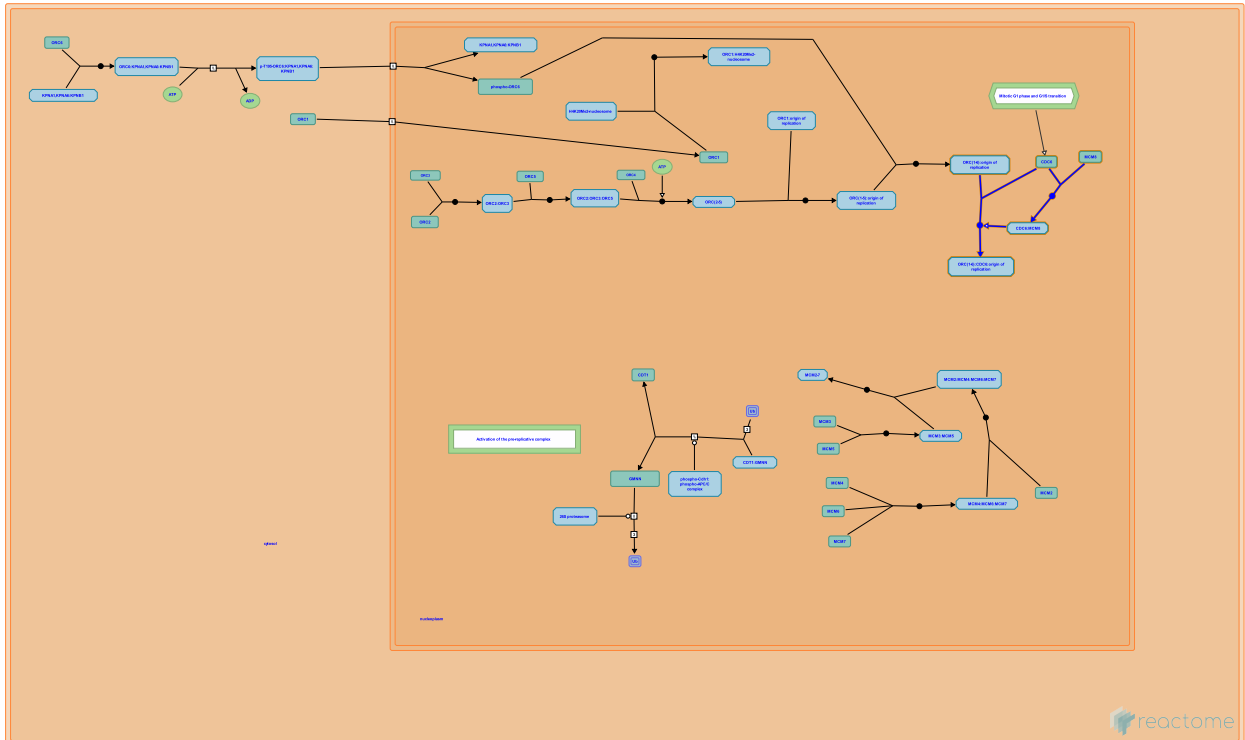 ORC6
KPNA1,KPNA6:KPNB1
ORC6:KPNA1,KPNA6:KPNB1
ATP
ADP
p-T195-ORC6:KPNA1,KPNA6:
KPNB1
ORC1
KPNA1,KPNA6:KPNB1
phospho-ORC6
H4K20Me2-nucleosome
ORC1:H4K20Me2-
nucleosome
ORC1
ORC1:origin of
replication
ORC3
ORC2
ORC2:ORC3
ORC5
ORC2:ORC3:ORC5
ORC4
ATP
ORC(2-5)
ORC(1-5):origin of
replication
ORC(1-6):origin of
replication
Mitotic G1 phase and G1/S transition
CDC6
MCM8
CDC6:MCM8
ORC(1-6):CDC6:origin of
replication
CDT1
Activation of the pre-replicative complex
Ub
CDT1:GMNN
GMNN
phospho-Cdh1:
phospho-APC/C
complex
26S proteasome
Ub
MCM2-7
MCM2:MCM4:MCM6:MCM7
MCM3
MCM5
MCM3:MCM5
MCM4
MCM6
MCM7
MCM4:MCM6:MCM7
MCM2
cytosol
nucleoplasm
reactome